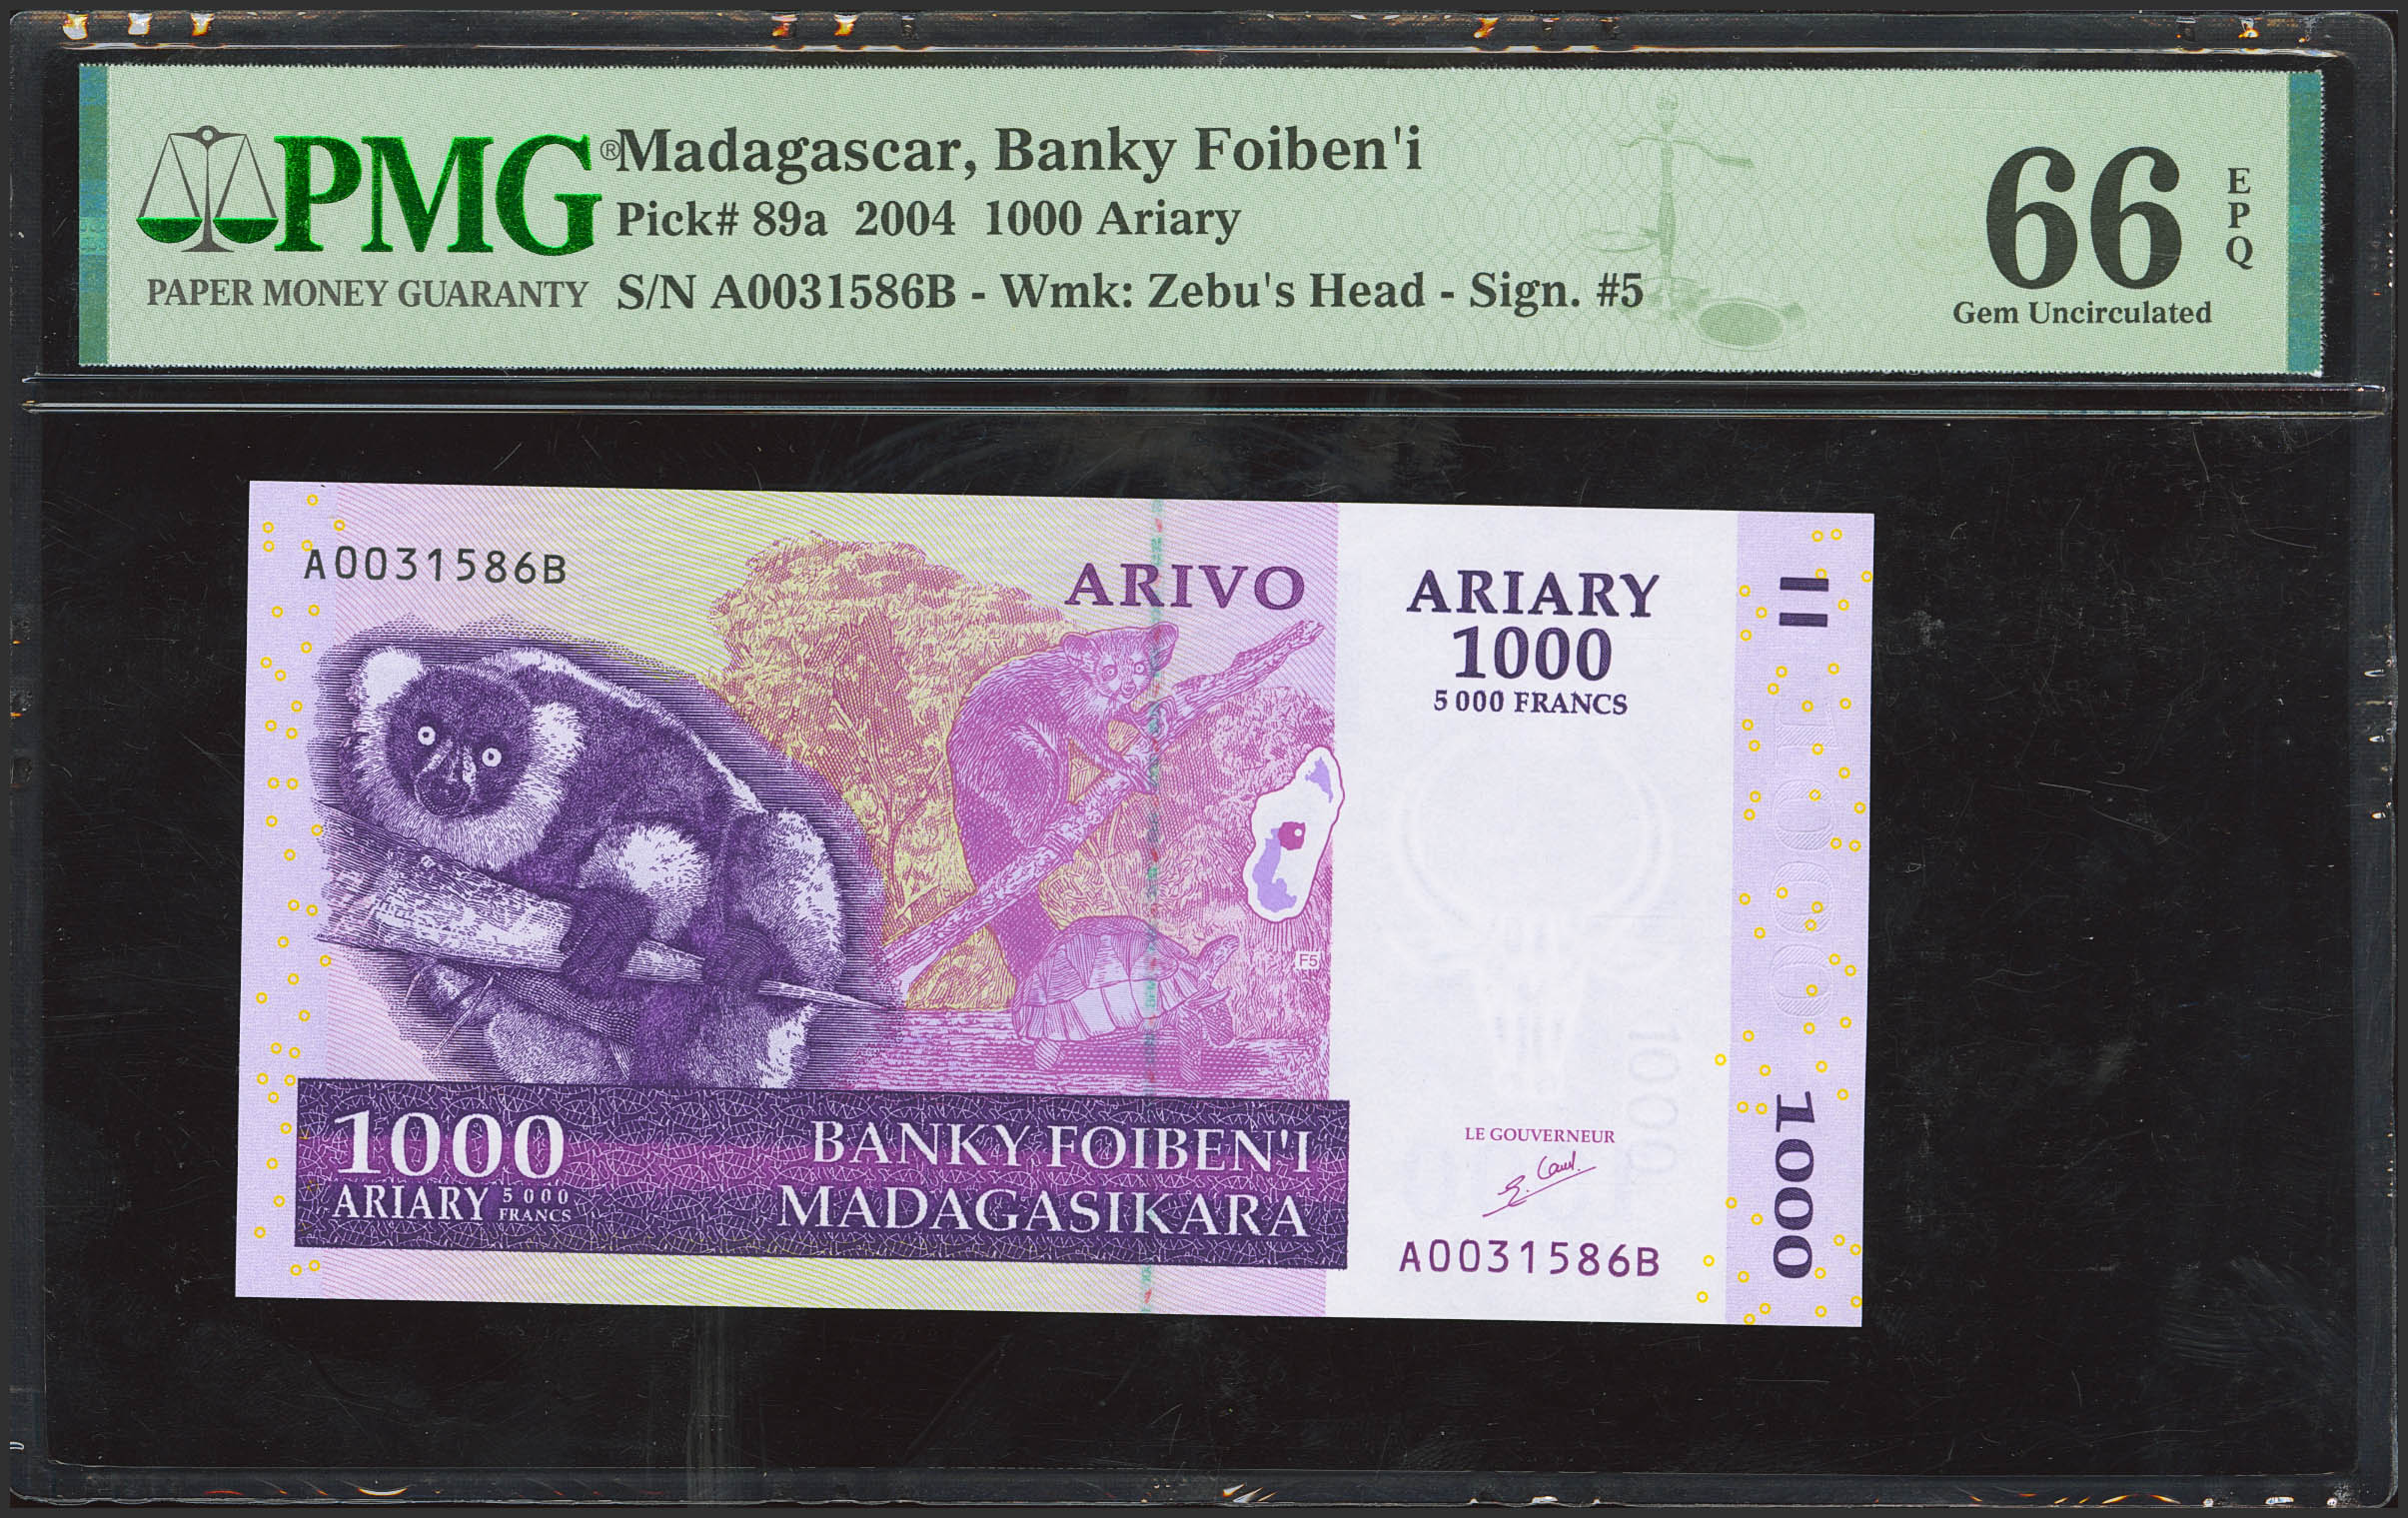 PMG®
PAPER MONEY GUARANTY
Madagascar, Banky Foiben'i
Pick# 89a 2004 1000 Ariary
S/N A0031586B - Wmk: Zebu's Head - Sign. #5
66
EPQ
Gem Uncirculated
A0031586B
ARIVO
ARIARY
1000
5 000 FRANCS
1000
F5
1000
LE GOUVERNEUR
A0031586B
1000
1000
ARIARY 5 000 FRANCS
BANKY FOIBEN'I
MADAGASIKARA